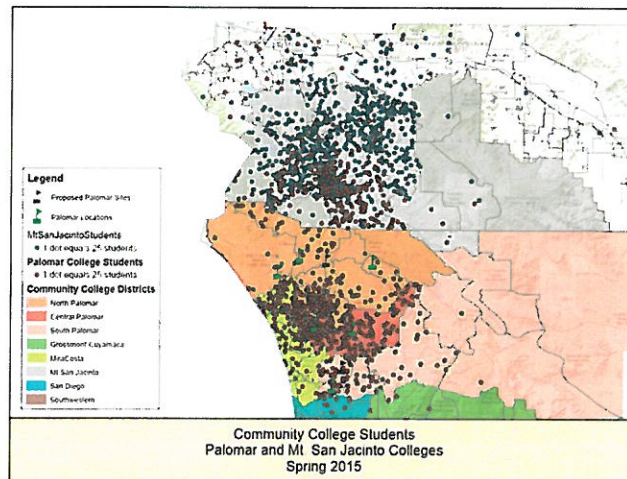 Legend
Proposed Palomar Sites
Palomar Locations
MtSanJacintoStudents
1 dot equals 25 students
Palomar College Students
1 dot equals 25 students
Community College Districts
North Palomar
Central Palomar
South Palomar
Grossmont Cuyamaca
MiraCosta
Mt San Jacinto
San Diego
Southwestern
Community College Students
Palomar and Mt San Jacinto Colleges
Spring 2015